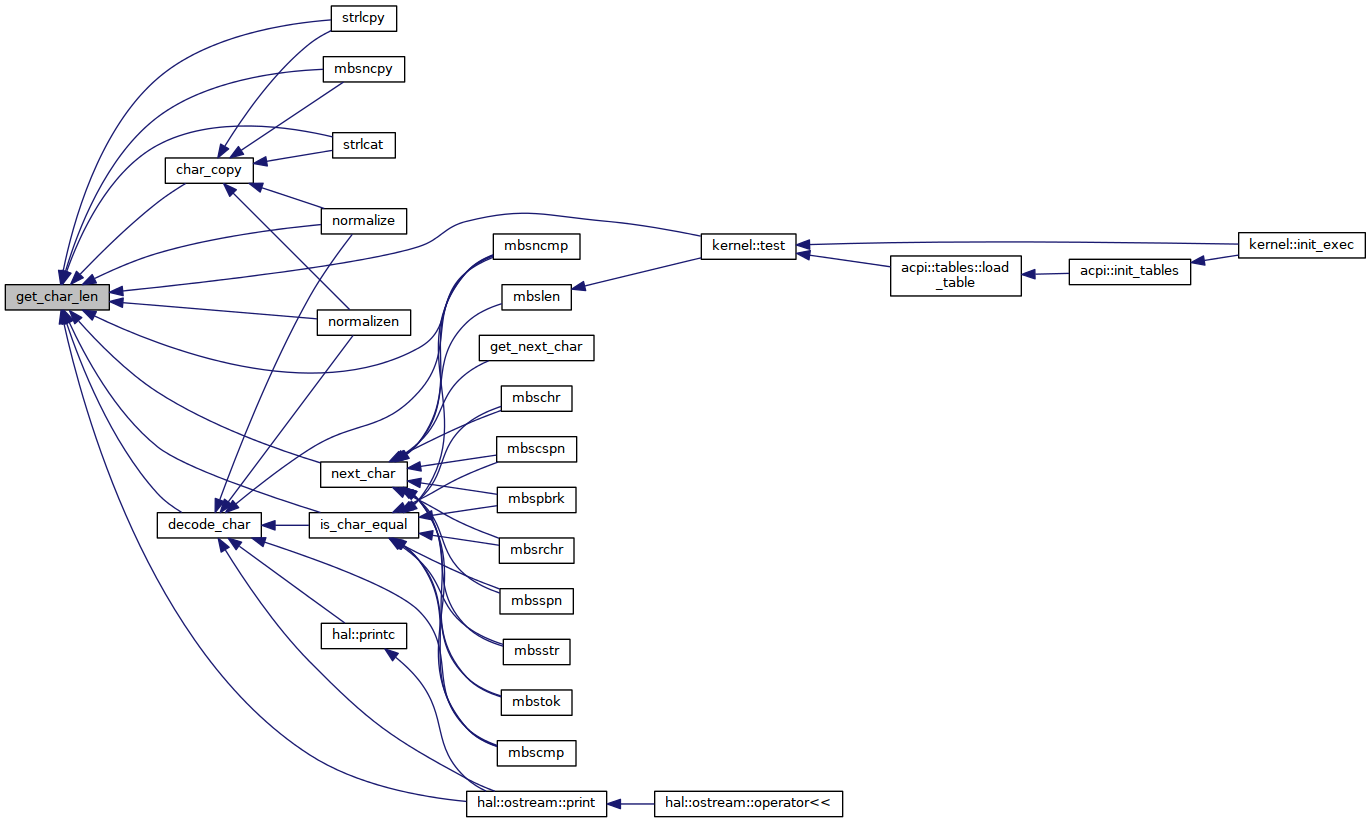 strlcpy
mbsncpy
strlcat
char_copy
normalize
get_char_len
normalizen
mbsncmp
kernel::test
kernel::init_exec
acpi::tables::load
_table
acpi::init_tables
mbslen
get_next_char
mbschr
mbscspn
next_char
mbspbrk
decode_char
is_char_equal
mbsrchr
mbsspn
hal::printc
mbsstr
mbstok
mbscmp
hal::ostream::print
hal::ostream::operator<<